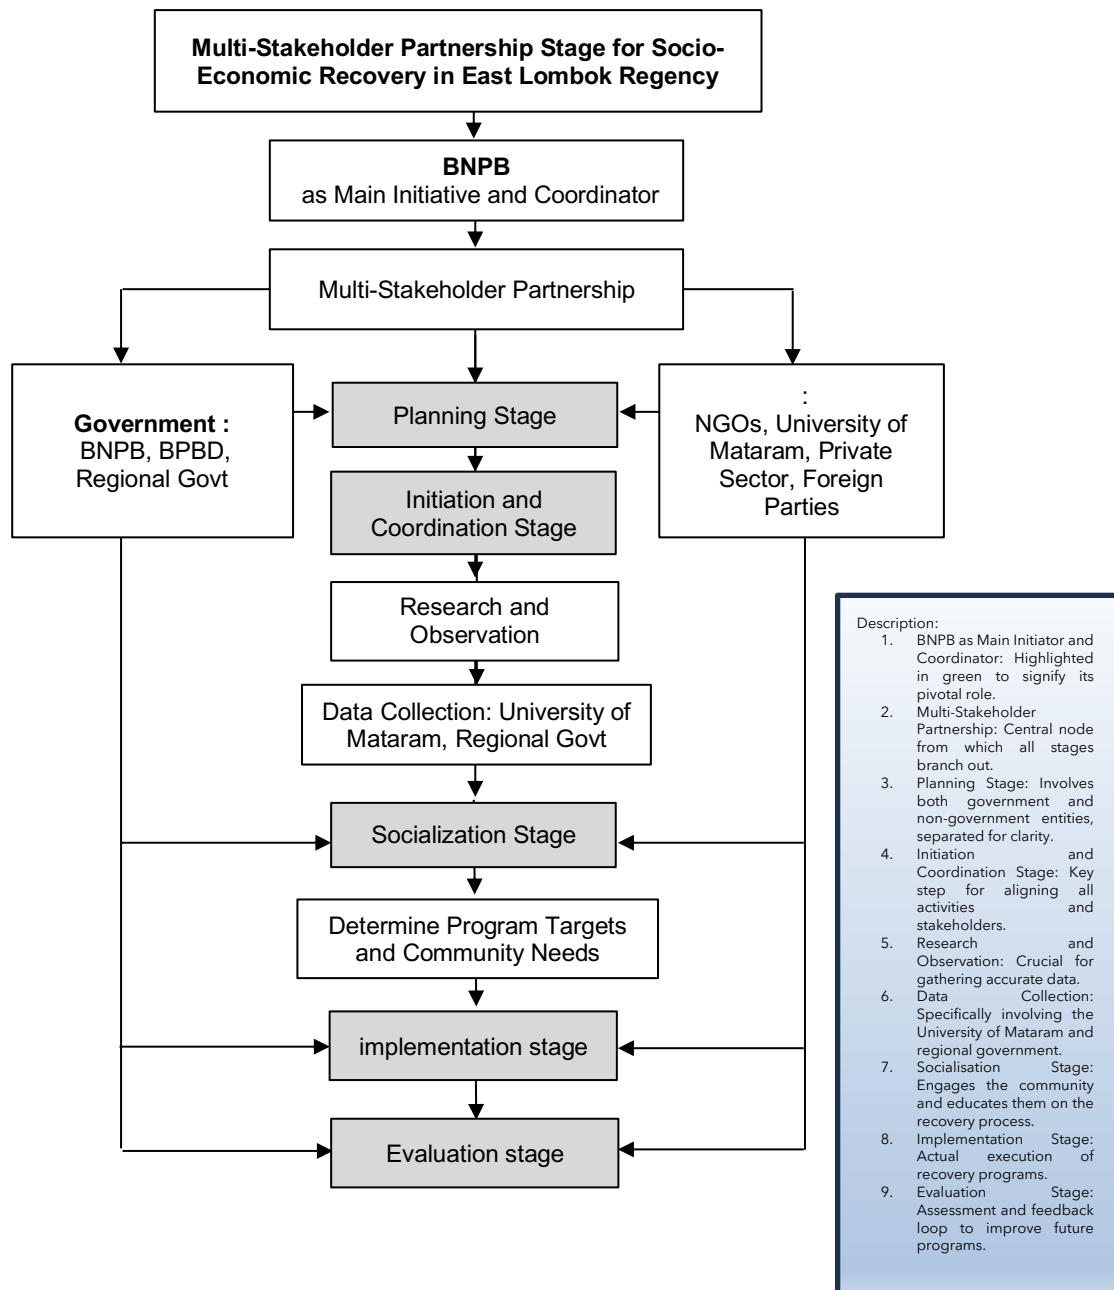 Multi-Stakeholder Partnership Stage for Socio-
Economic Recovery in East Lombok Regency
BNPB
as Main Initiative and Coordinator
Multi-Stakeholder Partnership
Government :
BNPB, BPBD,
Regional Govt
Planning Stage
:
NGOs, University of
Mataram, Private
Sector, Foreign
Parties
Initiation and
Coordination Stage
Research and
Observation
Data Collection: University of
Mataram, Regional Govt
Socialization Stage
Determine Program Targets
and Community Needs
implementation stage
Evaluation stage
Description:
1. BNPB as Main Initiator and
Coordinator: Highlighted
in green to signify its
pivotal role.
2. Multi-Stakeholder
Partnership: Central node
from which all stages
branch out.
3. Planning Stage: Involves
both government and
non-government entities,
separated for clarity.
4. Initiation and
Coordination Stage: Key
step for aligning all
activities and
stakeholders.
5. Research and
Observation: Crucial for
gathering accurate data.
6. Data Collection:
Specifically involving the
University of Mataram and
regional government.
7. Socialisation Stage:
Engages the community
and educates them on the
recovery process.
8. Implementation Stage:
Actual execution of
recovery programs.
9. Evaluation Stage:
Assessment and feedback
loop to improve future
programs.